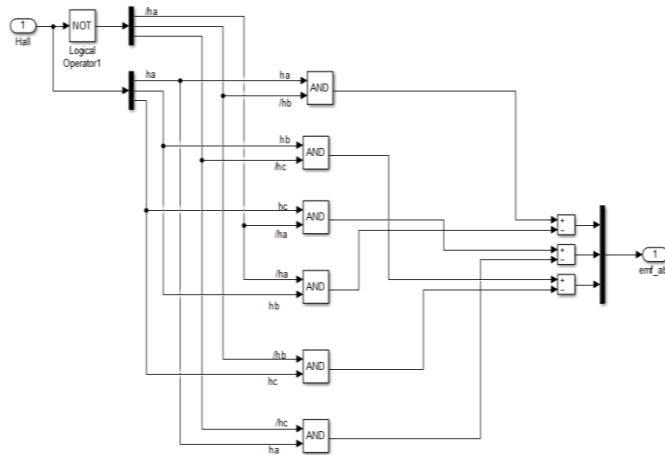 1
Hall
NOT
Logical
Operator1
/ha
ha
ha
/hb
AND
hb
/hc
AND
hc
/ha
AND
/ha
hb
AND
/hb
hc
AND
/hc
ha
AND
+
−
+
−
+
−
1